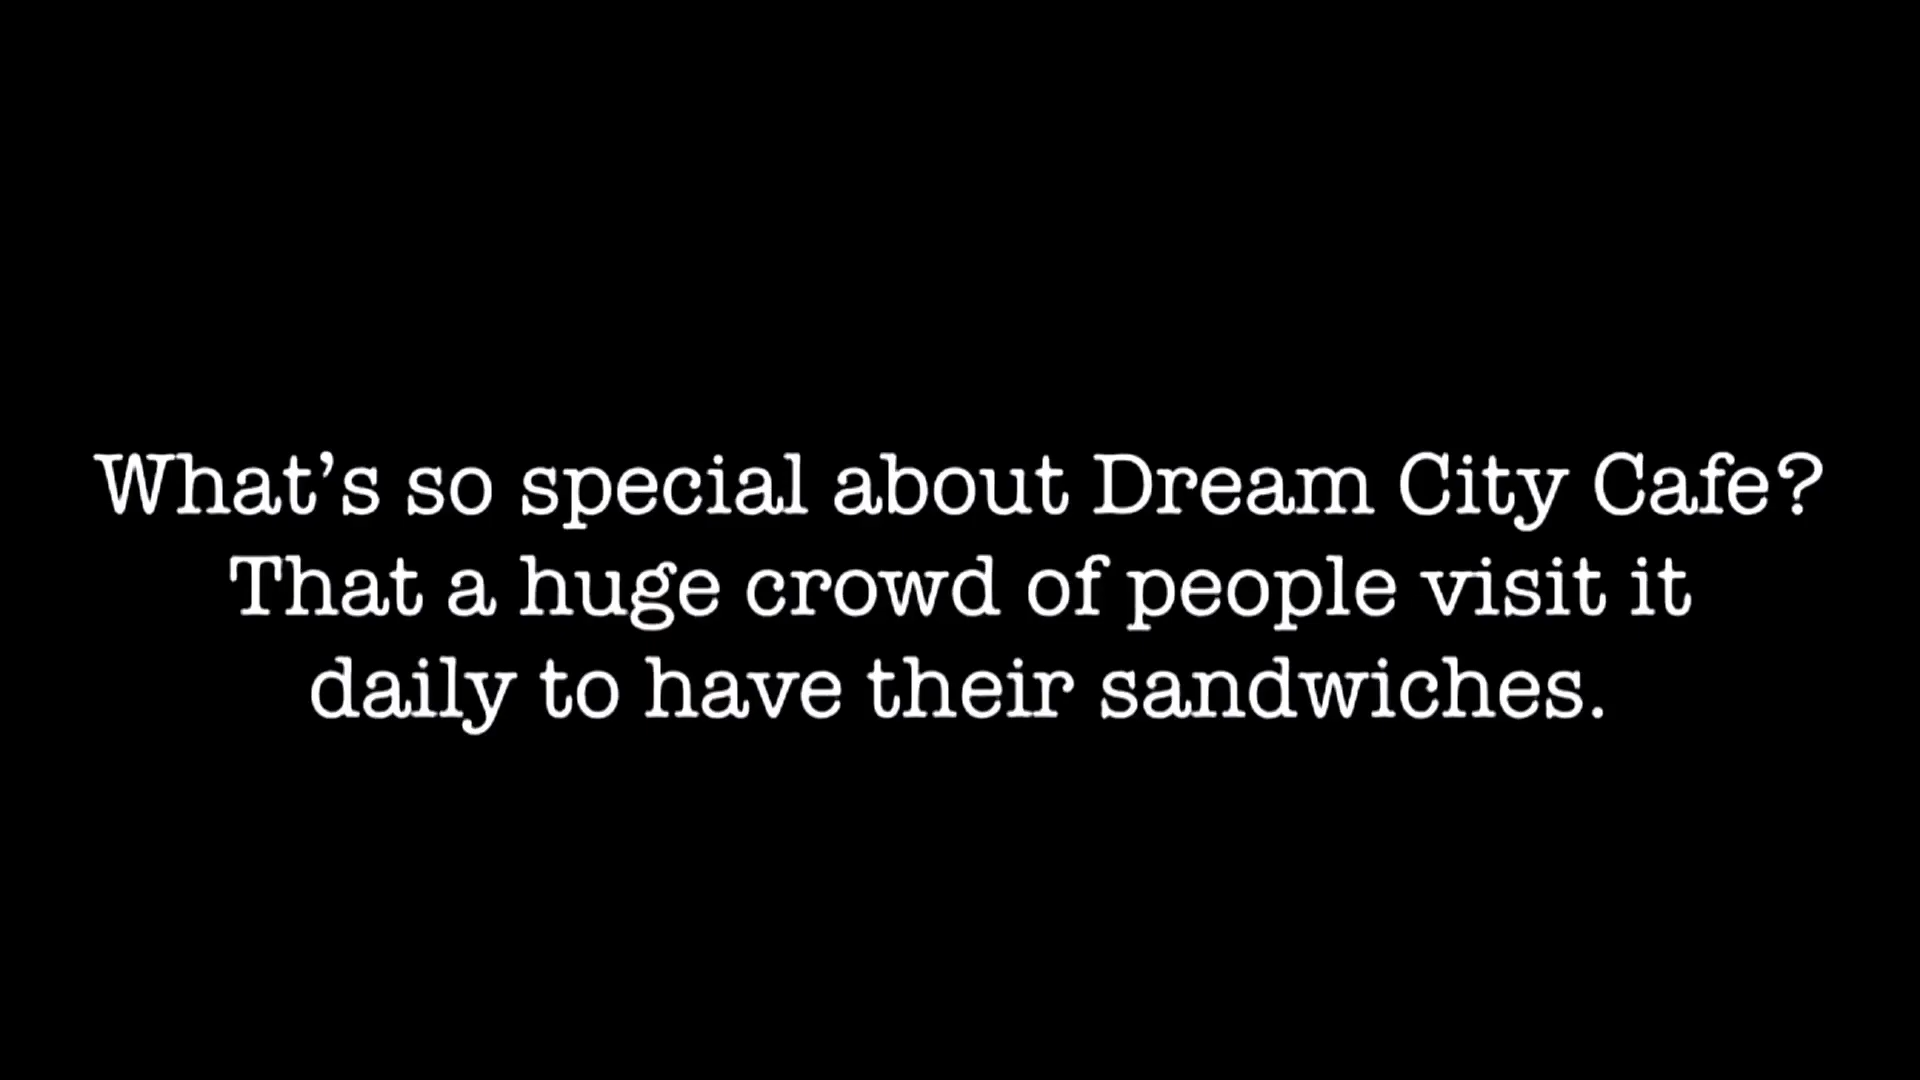 What’s so special about Dream City Cafe?
That a huge crowd of people visit it
daily to have their sandwiches.